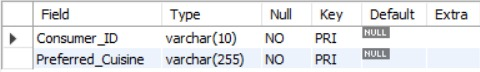 Field Type Null Key Default Extra
Consumer_ID varchar(10) NO PRI NULL
Preferred_Cuisine varchar(255) NO PRI NULL